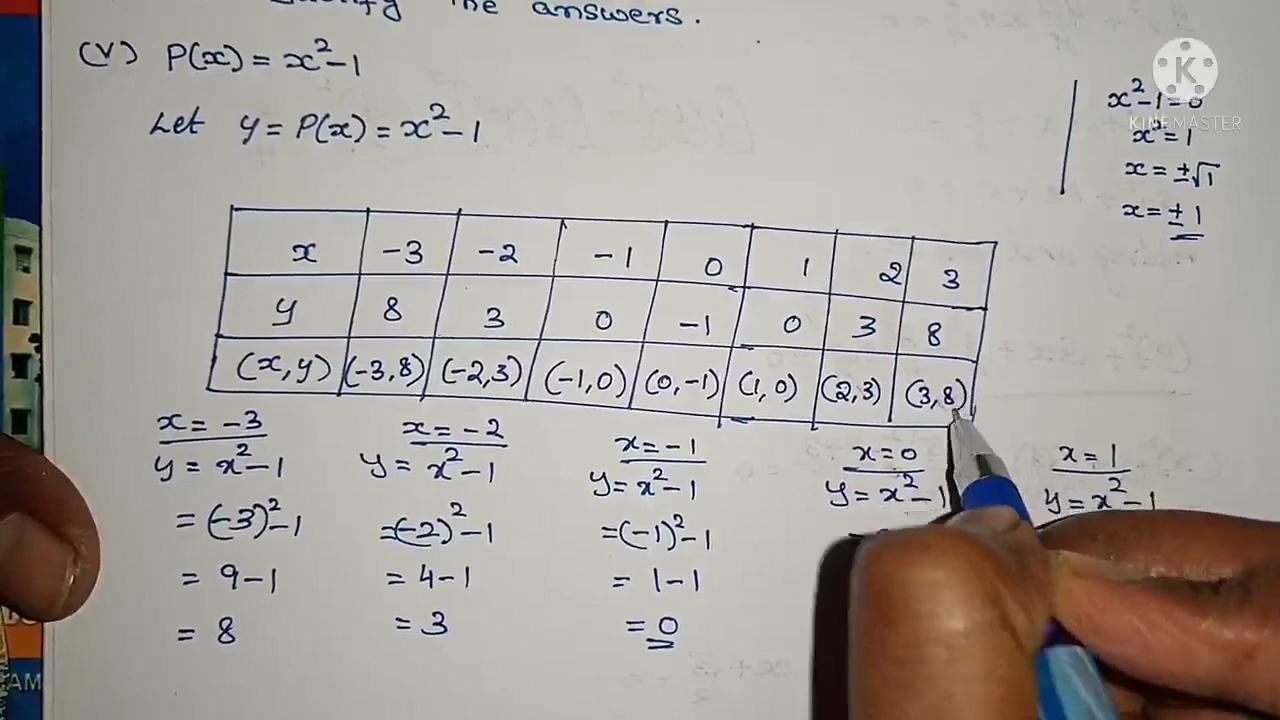 the answers.
(V) P(x) = x²-1
Let y = P(x) = x²-1
x²-1=0
x²=1
x = ±√1
x = ±1
K
KINEMASTER
x -3 -2 -1 0 1 2 3
y 8 3 0 -1 0 3 8
(x,y) (-3,8) (-2,3) (-1,0) (0,-1) (1,0) (2,3) (3,8)
x = -3
y = x²-1
= (-3)²-1
= 9-1
= 8
x = -2
y = x²-1
=(-2)²-1
= 4-1
= 3
x = -1
y = x²-1
=(-1)²-1
= 1-1
= 0
x = 0
y = x²-1
x = 1
y = x²-1
AM